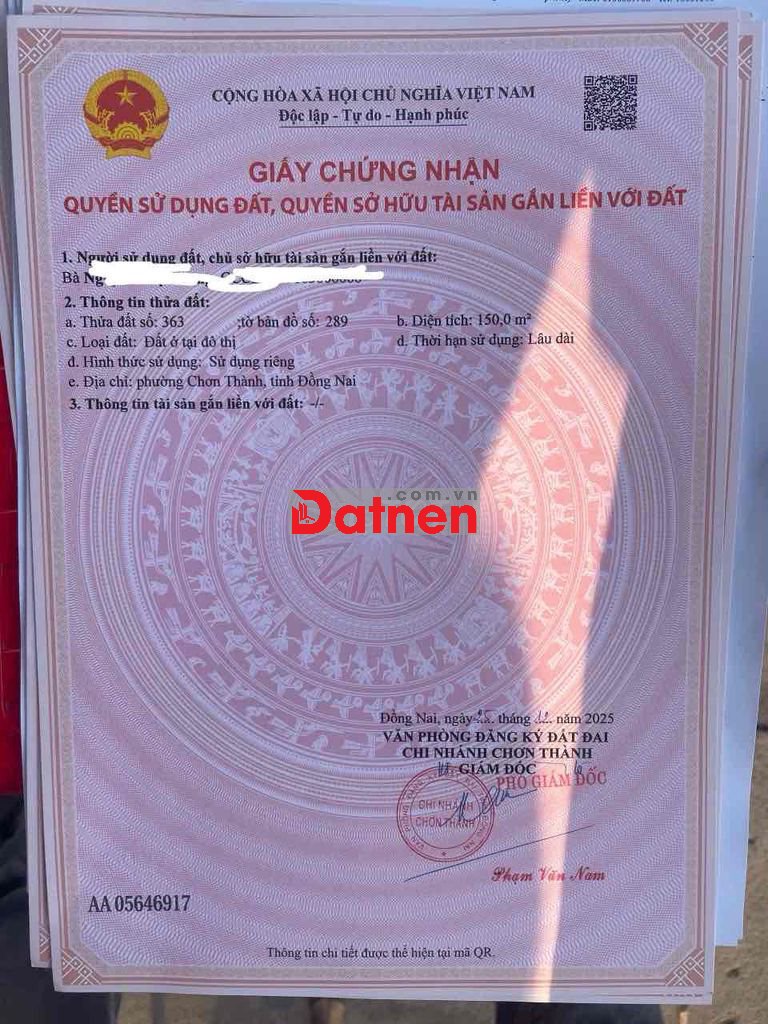 CỘNG HÒA XÃ HỘI CHỦ NGHĨA VIỆT NAM
Độc lập - Tự do - Hạnh phúc
GIẤY CHỨNG NHẬN
QUYỀN SỬ DỤNG ĐẤT, QUYỀN SỞ HỮU TÀI SẢN GẮN LIỀN VỚI ĐẤT
1. Người sử dụng đất, chủ sở hữu tài sản gắn liền với đất:
Bà
2. Thông tin thửa đất:
a. Thửa đất số: 363 ;tờ bản đồ số: 289 b. Diện tích: 150,0 m²
c. Loại đất: Đất ở tại đô thị d. Thời hạn sử dụng: Lâu dài
đ. Hình thức sử dụng: Sử dụng riêng
e. Địa chỉ: phường Chơn Thành, tỉnh Đồng Nai
3. Thông tin tài sản gắn liền với đất: -/-
.com.vn
Datnen
Đồng Nai, ngày tháng năm 2025
VĂN PHÒNG ĐĂNG KÝ ĐẤT ĐAI
CHI NHÁNH CHƠN THÀNH
GIÁM ĐỐC
PHÓ GIÁM ĐỐC
CHI NHÁNH
CHƠN THÀNH
Phạm Văn Nam
AA 05646917
Thông tin chi tiết được thể hiện tại mã QR.